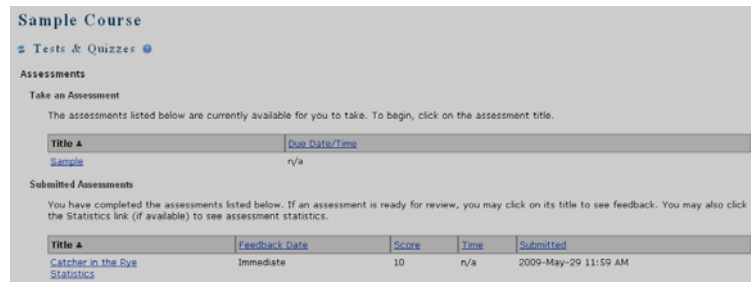 Sample Course
Tests & Quizzes
Assessments
Take an Assessment
The assessments listed below are currently available for you to take. To begin, click on the assessment title.
Title Due Date/Time
Sample n/a
Submitted Assessments
You have completed the assessments listed below. If an assessment is ready for review, you may click on its title to see feedback. You may also click
the Statistics link (if available) to see assessment statistics.
Title Feedback Date Score Time Submitted
Catcher in the Rye Immediate 10 n/a 2009-May-29 11:59 AM
Statistics